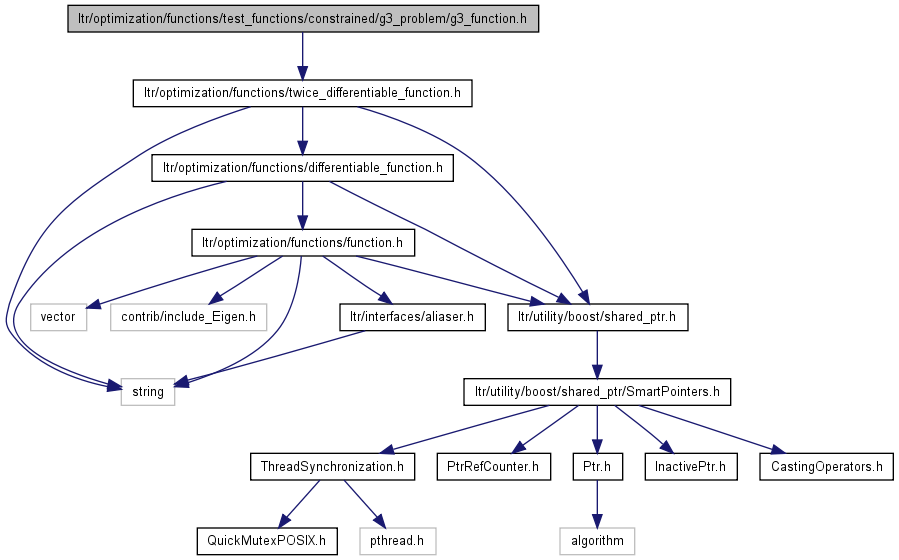 ltr/optimization/functions/test_functions/constrained/g3_problem/g3_function.h
ltr/optimization/functions/twice_differentiable_function.h
ltr/optimization/functions/differentiable_function.h
ltr/optimization/functions/function.h
vector
contrib/include_Eigen.h
ltr/interfaces/aliaser.h
ltr/utility/boost/shared_ptr.h
string
ltr/utility/boost/shared_ptr/SmartPointers.h
ThreadSynchronization.h
PtrRefCounter.h
Ptr.h
InactivePtr.h
CastingOperators.h
QuickMutexPOSIX.h
pthread.h
algorithm